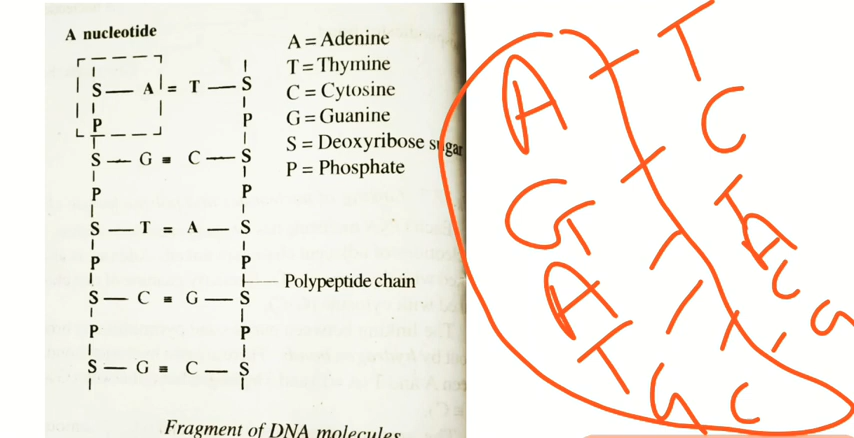 A nucleotide
S — A = T — S
P P
S — G ≡ C — S
P P
S — T = A — S
P P
S — C ≡ G — S
P P
S — G ≡ C — S
A = Adenine
T = Thymine
C = Cytosine
G = Guanine
S = Deoxyribose sugar
P = Phosphate
Polypeptide chain
Fragment of DNA molecules
A T
G C
A T
T A
G C
C G